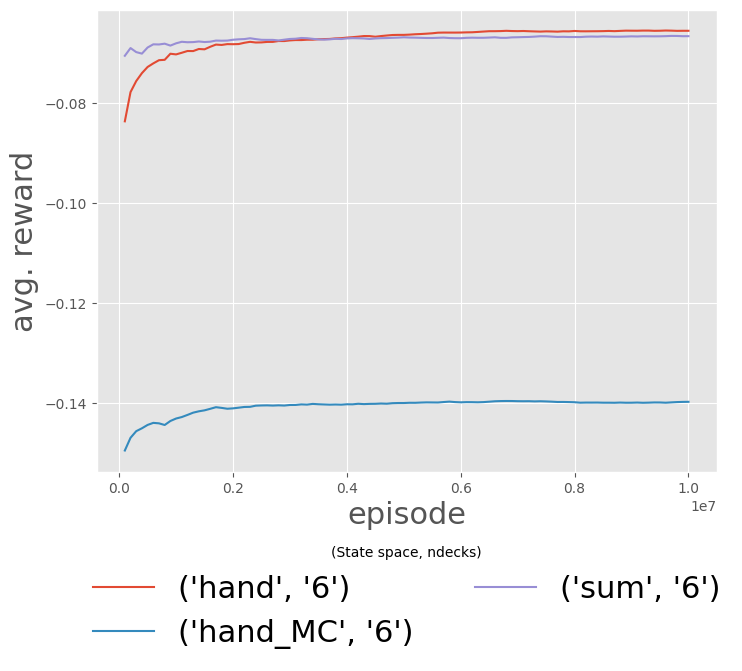 avg. reward
−0.08
−0.10
−0.12
−0.14
0.0 0.2 0.4 0.6 0.8 1.0
1e7
episode
(State space, ndecks)
('hand', '6') ('sum', '6')
('hand_MC', '6')